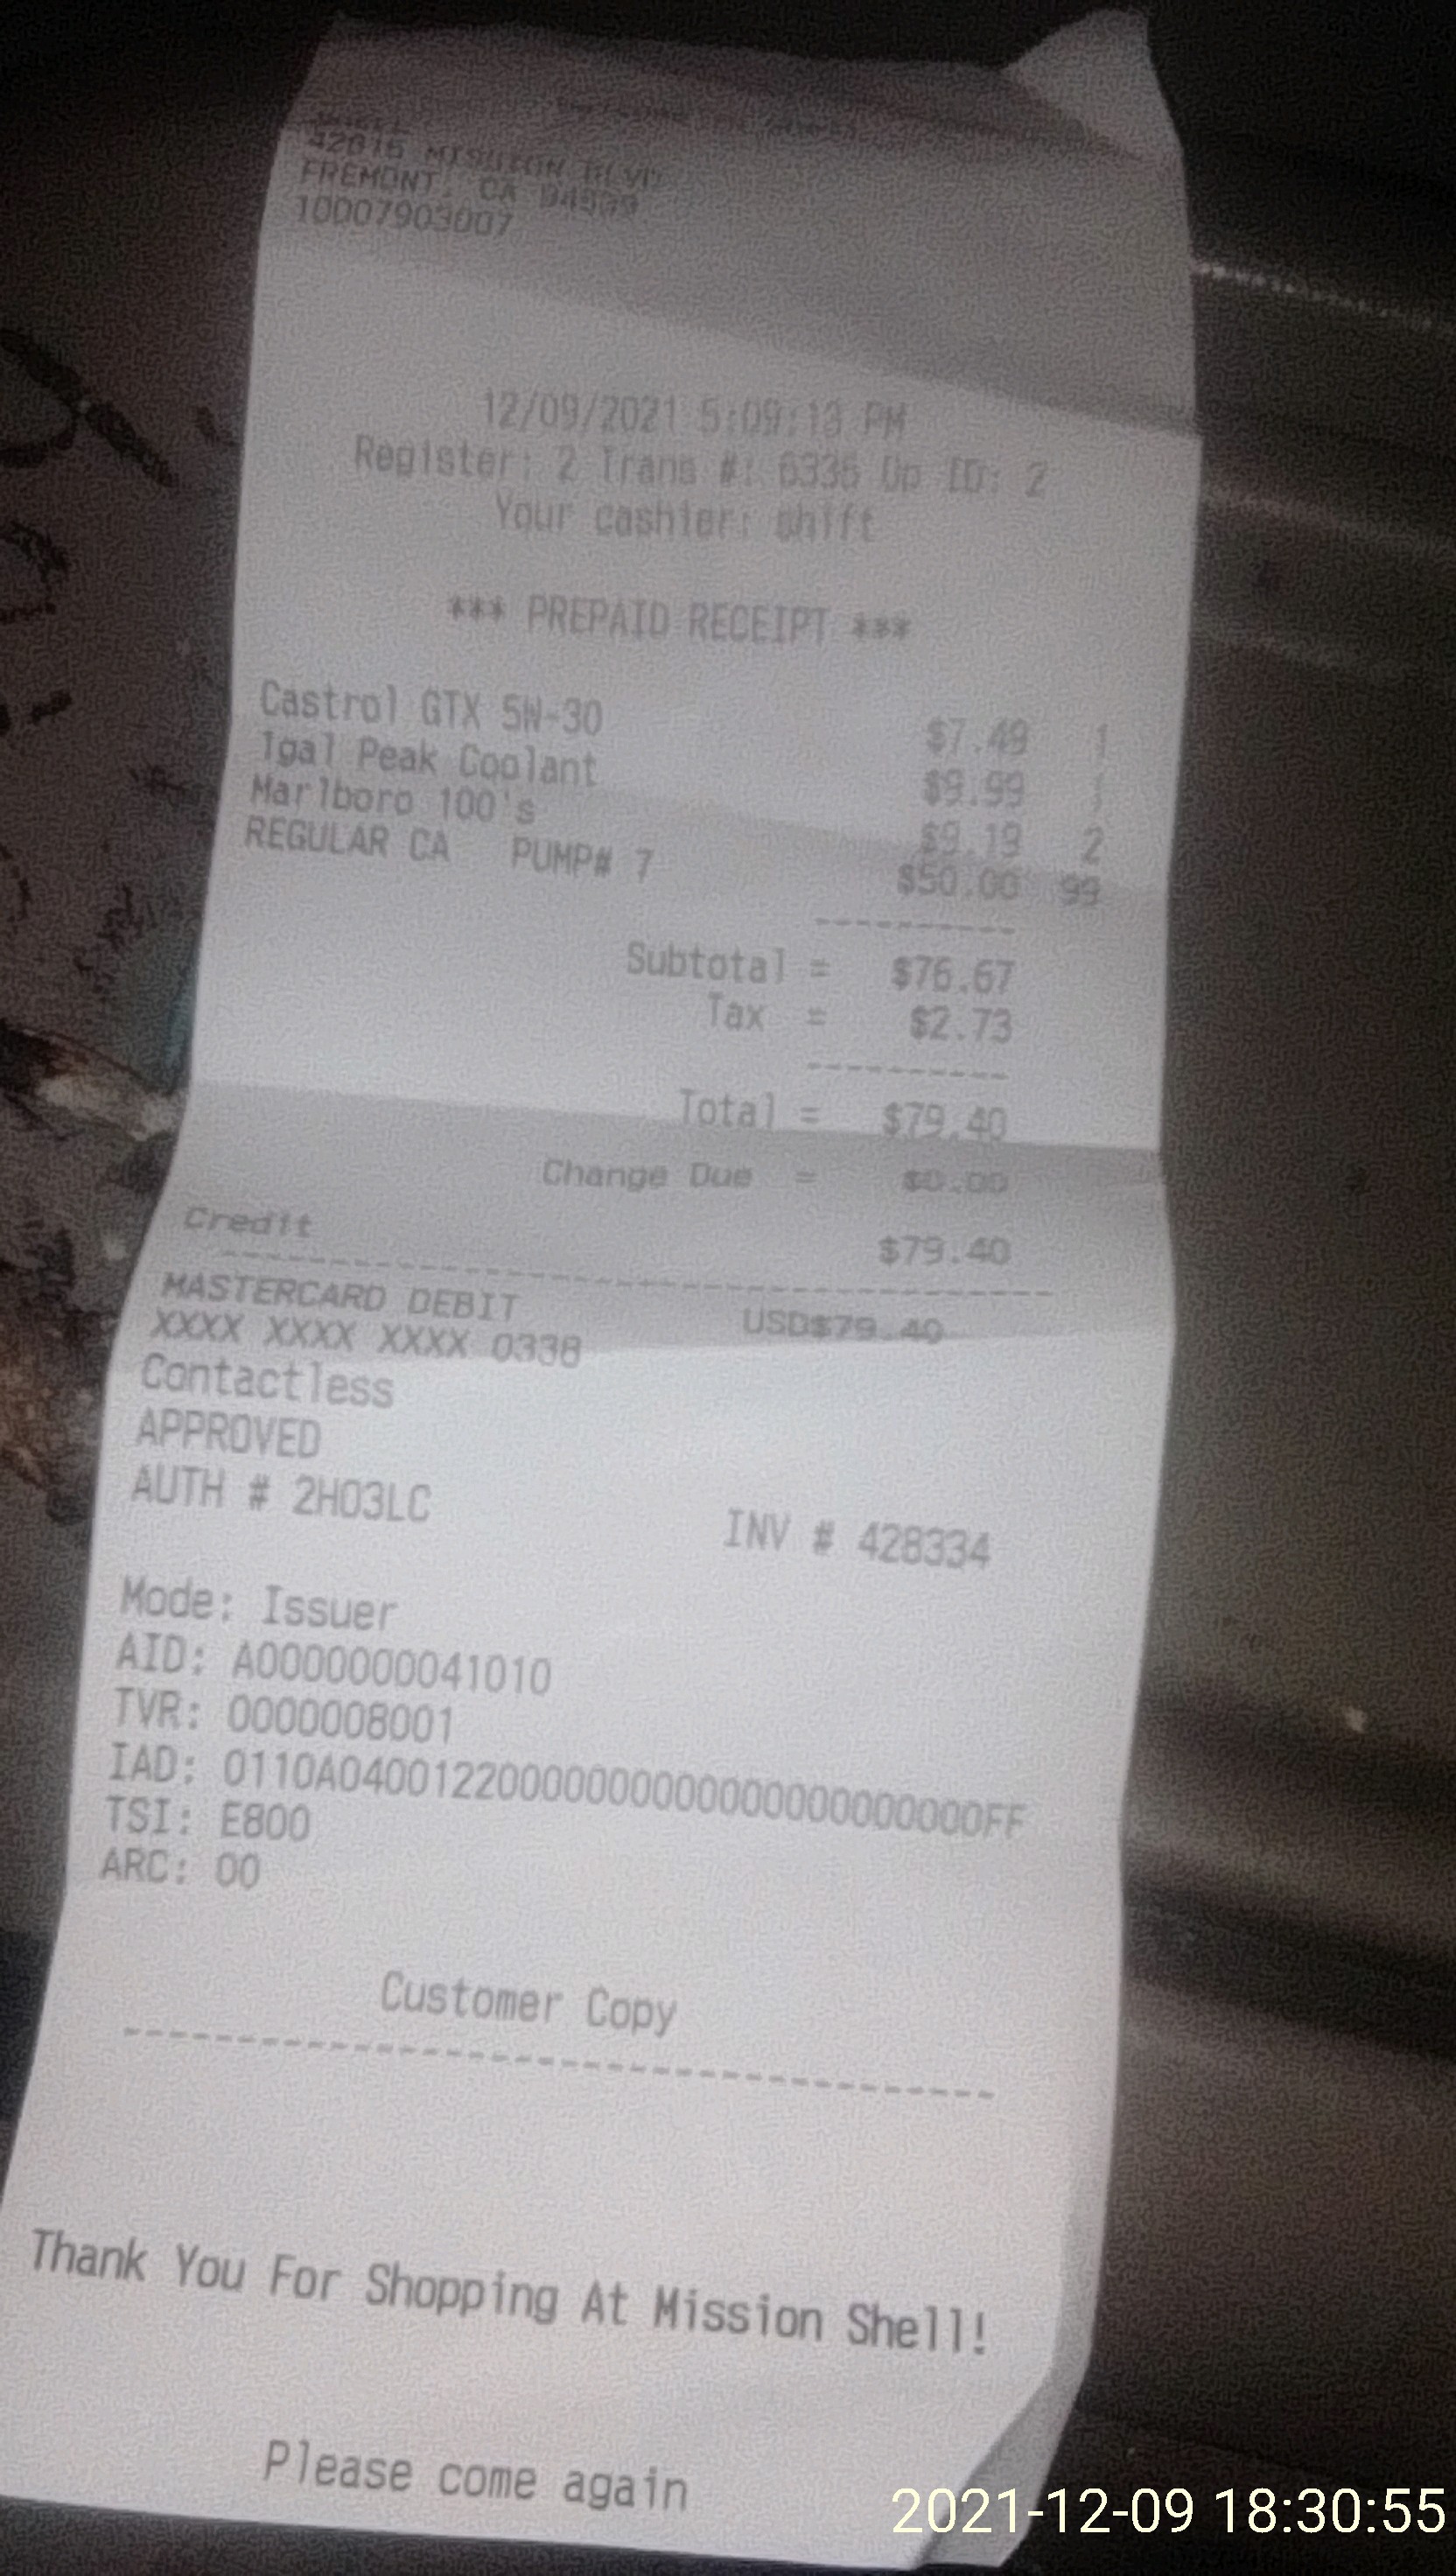 42016 MISSION BLVD
FREMONT, CA 94539
10007903007
12/09/2021 5:09:13 PM
Register: 2 Trans #: 6336 Op ID: 2
Your cashier: shift
*** PREPAID RECEIPT ***
Castrol GTX 5W-30 $7.49 1
1gal Peak Coolant $9.99 1
Marlboro 100's $9.19 2
REGULAR CA PUMP# 7 $50.00 99
Subtotal = $76.67
Tax = $2.73
Total = $79.40
Change Due = $0.00
Credit $79.40
MASTERCARD DEBIT USD$79.40
XXXX XXXX XXXX 0338
Contactless
APPROVED
AUTH # 2H03LC INV # 428334
Mode: Issuer
AID: A0000000041010
TVR: 0000008001
TSI: E800
ARC: 00
Customer Copy
Thank You For Shopping At Mission Shell!
Please come again
2021-12-09 18:30:55